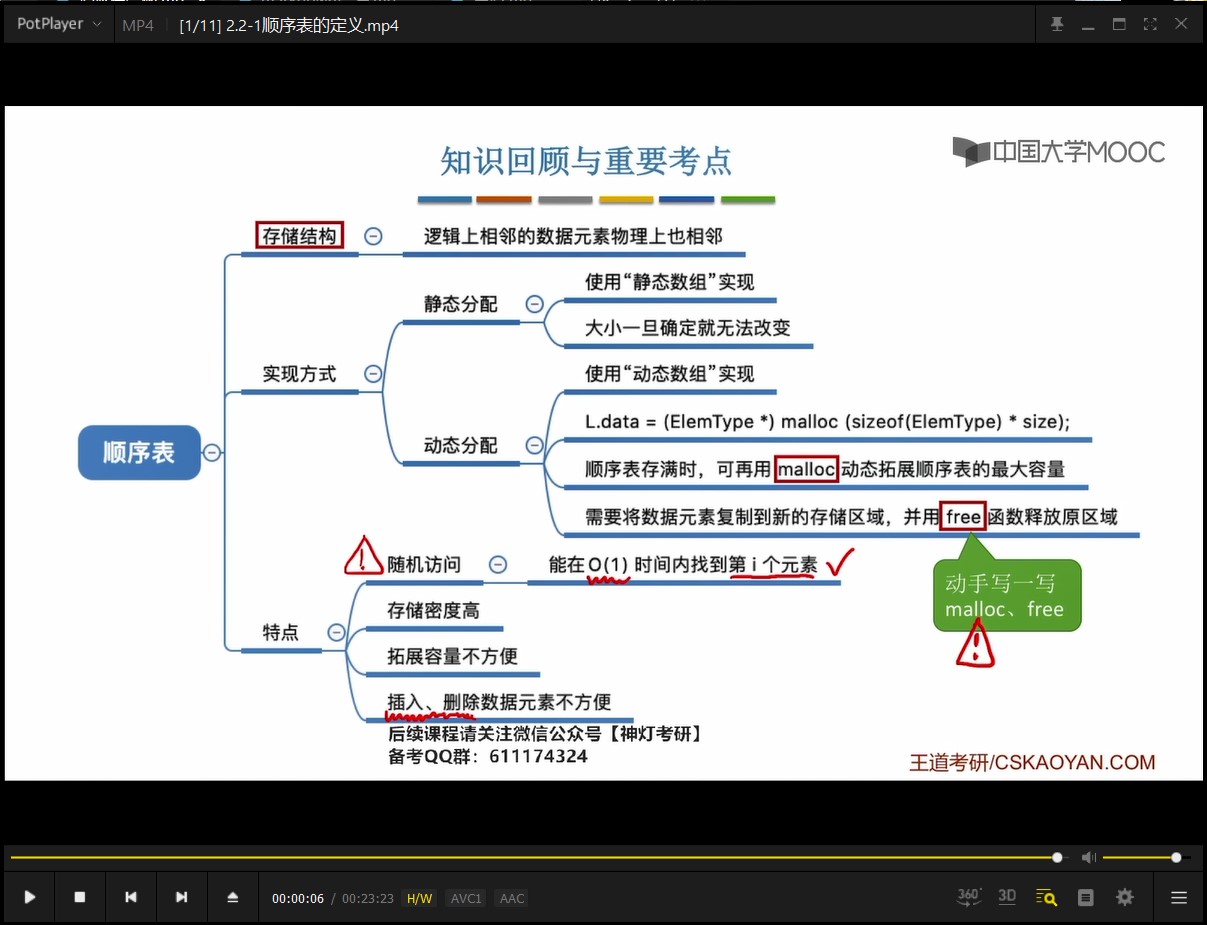 PotPlayer MP4 [1/11] 2.2-1顺序表的定义.mp4
知识回顾与重要考点
中国大学MOOC
存储结构
逻辑上相邻的数据元素物理上也相邻
使用“静态数组”实现
静态分配
大小一旦确定就无法改变
实现方式
使用“动态数组”实现
L.data = (ElemType *) malloc (sizeof(ElemType) * size);
动态分配
顺序表
顺序表存满时，可再用 malloc 动态拓展顺序表的最大容量
需要将数据元素复制到新的存储区域，并用 free 函数释放原区域
随机访问
能在 O(1) 时间内找到第 i 个元素
动手写一写
malloc、free
存储密度高
特点
拓展容量不方便
插入、删除数据元素不方便
后续课程请关注微信公众号【神灯考研】
备考QQ群：611174324
王道考研/CSKAOYAN.COM
00:00:06 / 00:23:23 H/W AVC1 AAC
360° 3D